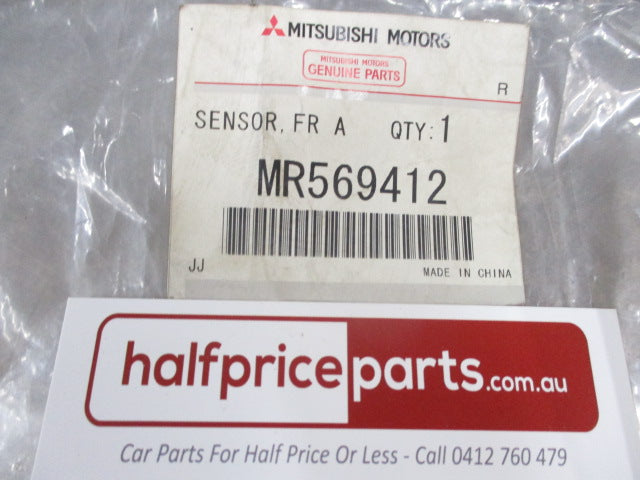 MITSUBISHI MOTORS
MITSUBISHI MOTORS
GENUINE PARTS
R
SENSOR, FR A QTY:1
MR569412
JJ MADE IN CHINA
halfpriceparts.com.au
Car Parts For Half Price Or Less - Call 0412 760 479